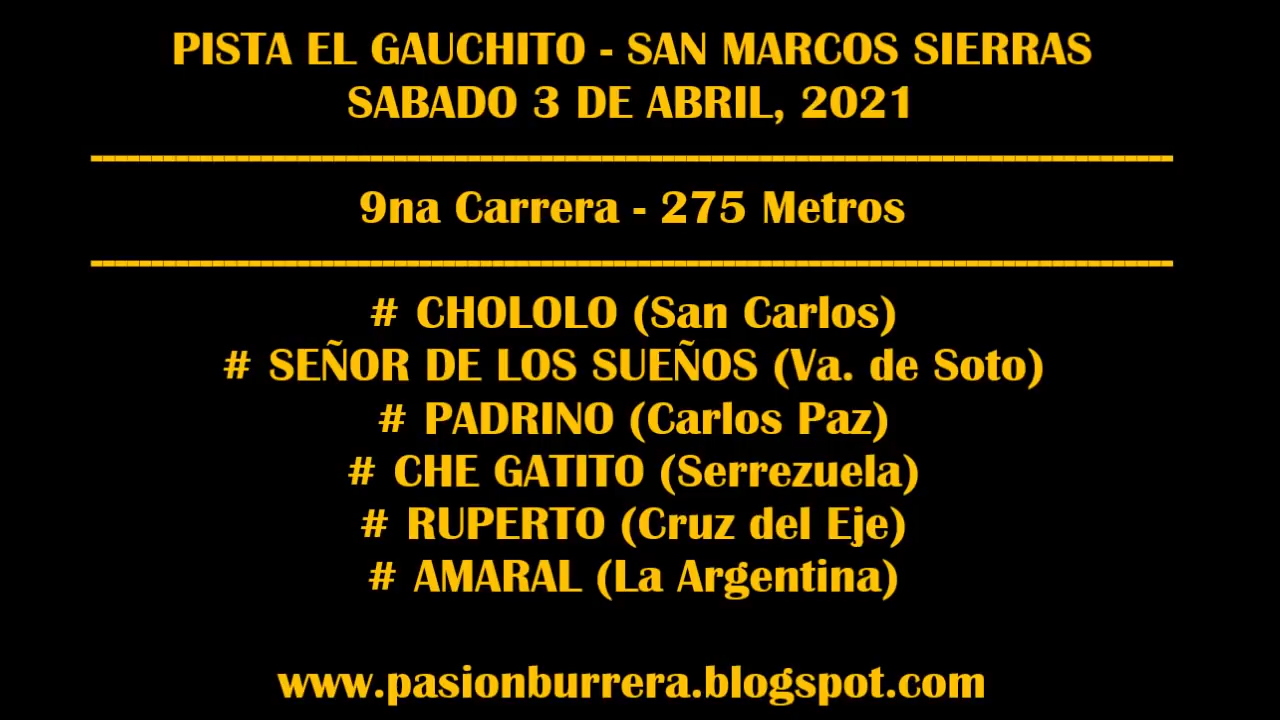 PISTA EL GAUCHITO - SAN MARCOS SIERRAS
SABADO 3 DE ABRIL, 2021
9na Carrera - 275 Metros
# CHOLOLO (San Carlos)
# SEÑOR DE LOS SUEÑOS (Va. de Soto)
# PADRINO (Carlos Paz)
# CHE GATITO (Serrezuela)
# RUPERTO (Cruz del Eje)
# AMARAL (La Argentina)
www.pasionburrera.blogspot.com